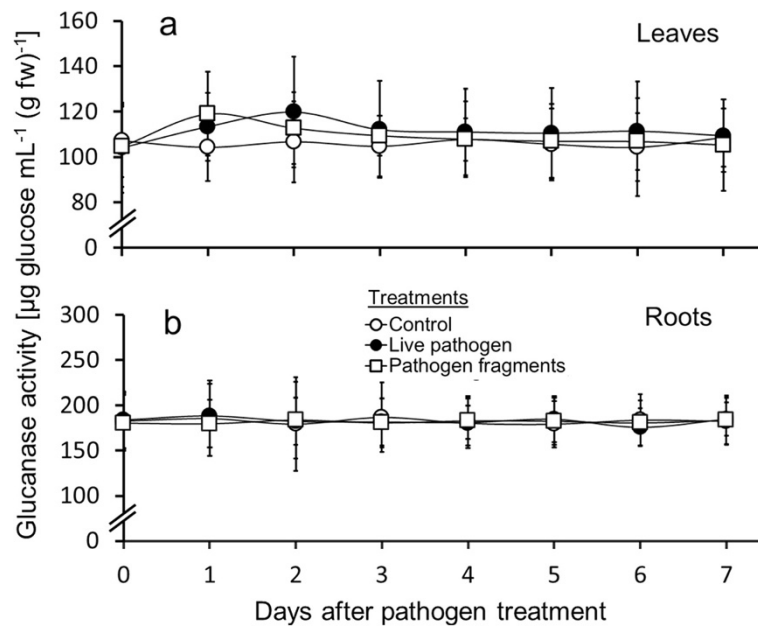 Glucanase activity [µg glucose mL⁻¹ (g fw)⁻¹
a
Leaves
160
140
120
100
80
0
b
Roots
Treatments
Control
Live pathogen
Pathogen fragments
300
250
200
150
100
0
0 1 2 3 4 5 6 7
Days after pathogen treatment